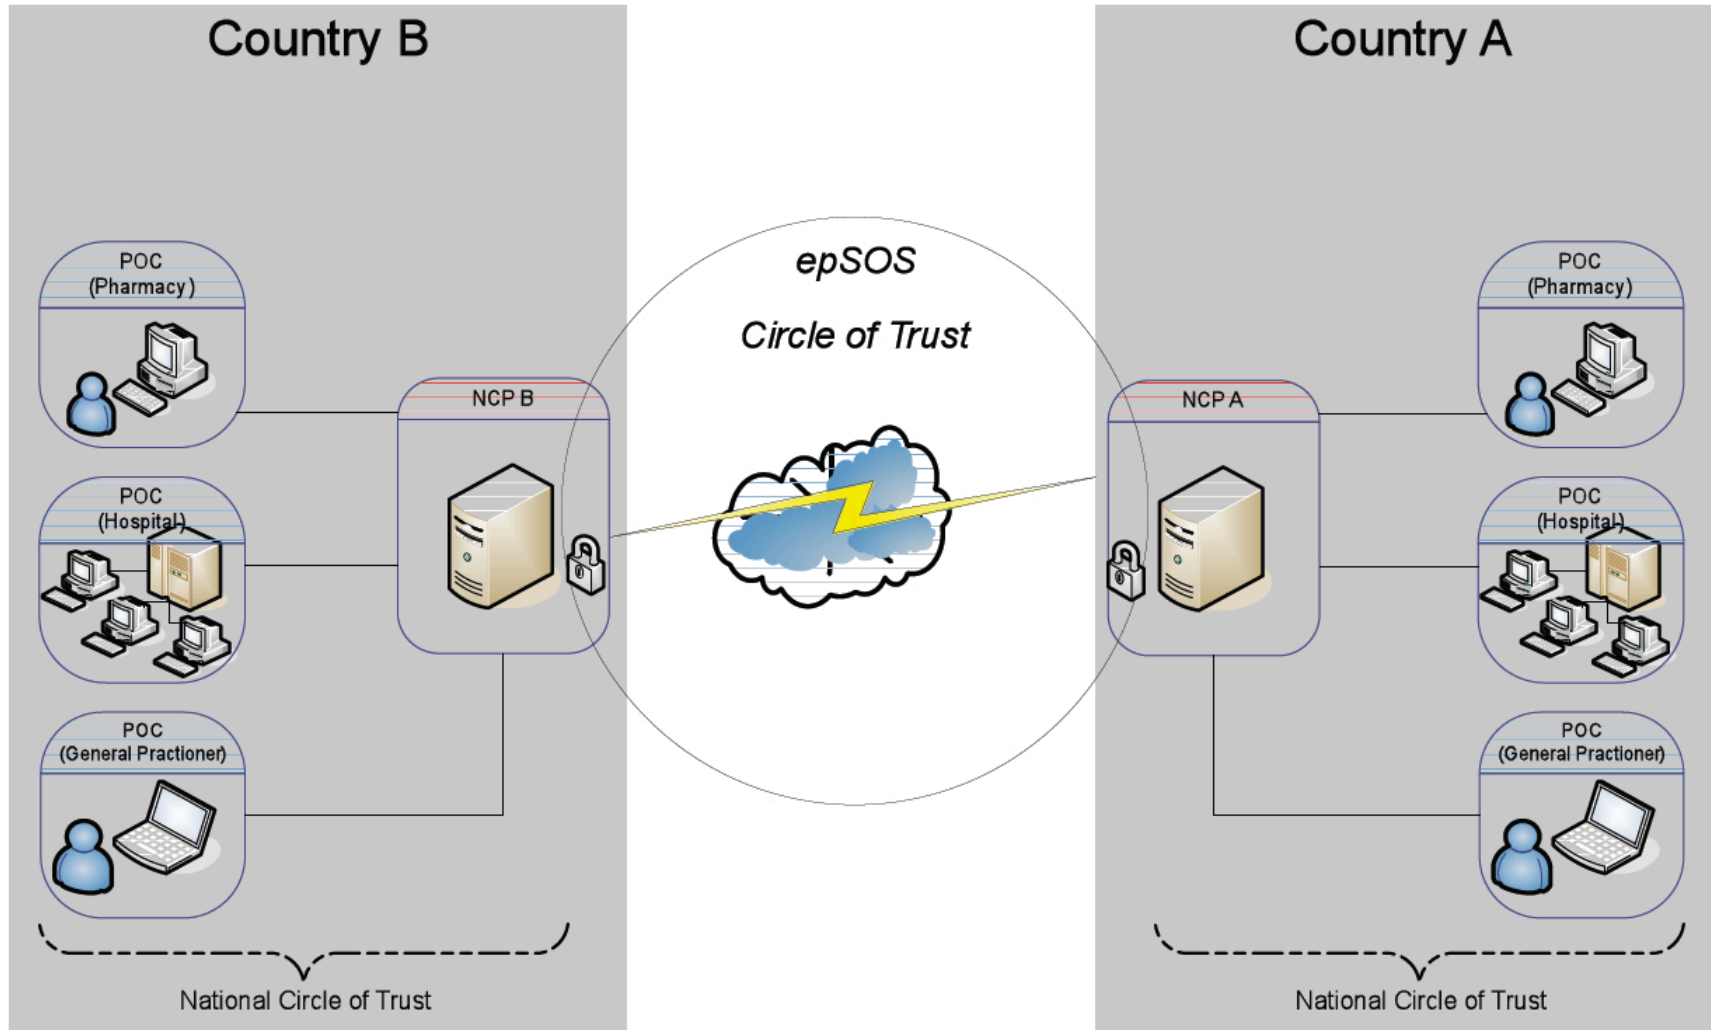 Country B
Country A
epSOS
Circle of Trust
POC
(Pharmacy)
NCP B
POC
(Hospital)
POC
(General Practioner)
National Circle of Trust
POC
(Pharmacy)
NCP A
POC
(Hospital)
POC
(General Practioner)
National Circle of Trust